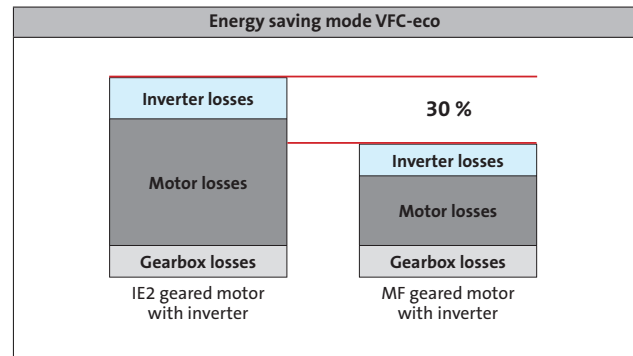 Energy saving mode VFC-eco
Inverter losses
30 %
Inverter losses
Motor losses
Motor losses
Gearbox losses
Gearbox losses
IE2 geared motor
with inverter
MF geared motor
with inverter